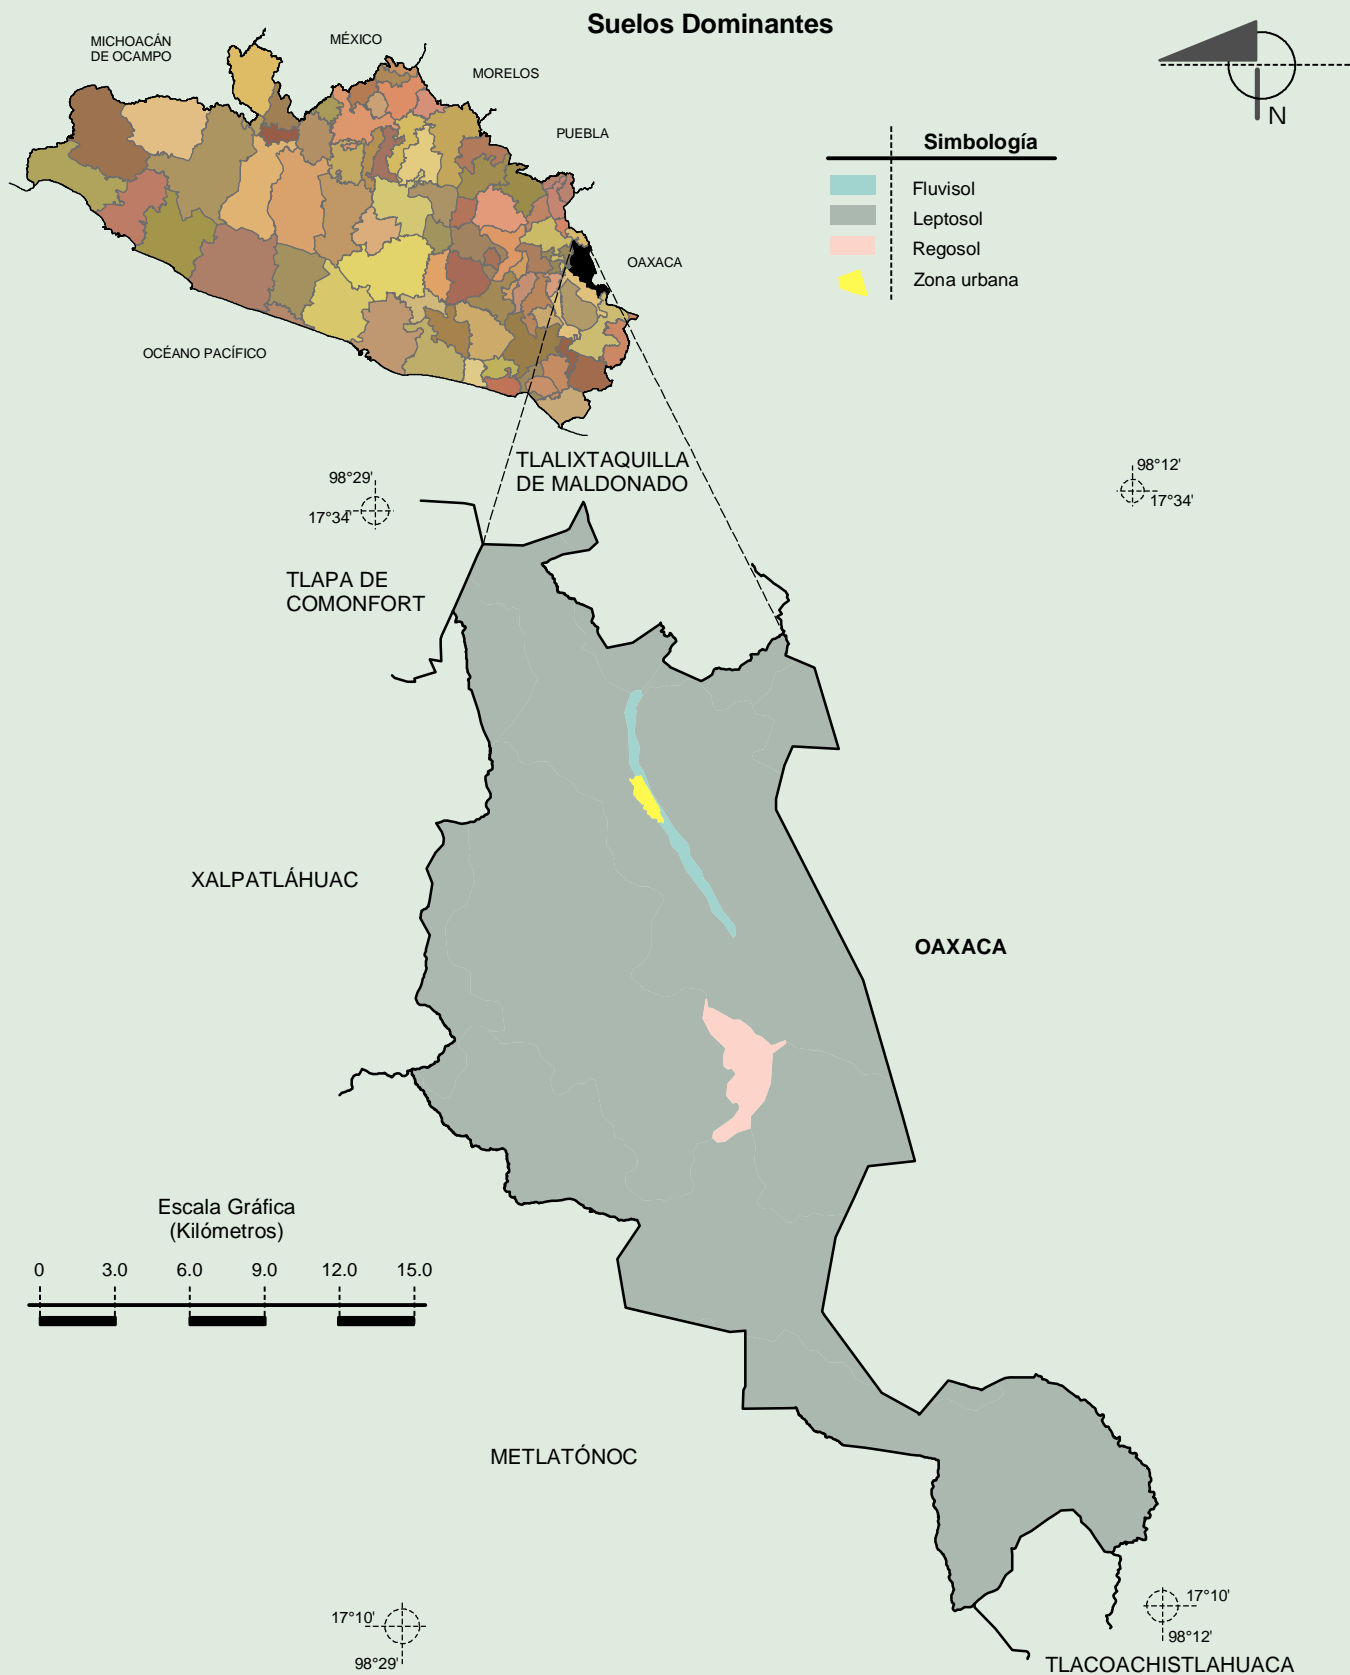 Suelos Dominantes
MICHOACÁN
DE OCAMPO
MÉXICO
MORELOS
PUEBLA
OAXACA
OCÉANO PACÍFICO
N
Simbología
Fluvisol
Leptosol
Regosol
Zona urbana
98°29'
17°34'
98°12'
17°34'
TLALIXTAQUILLA
DE MALDONADO
TLAPA DE
COMONFORT
XALPATLÁHUAC
OAXACA
Escala Gráfica
(Kilómetros)
0 3.0 6.0 9.0 12.0 15.0
METLATÓNOC
17°10'
98°29'
17°10'
98°12'
TLACOACHISTLAHUACA